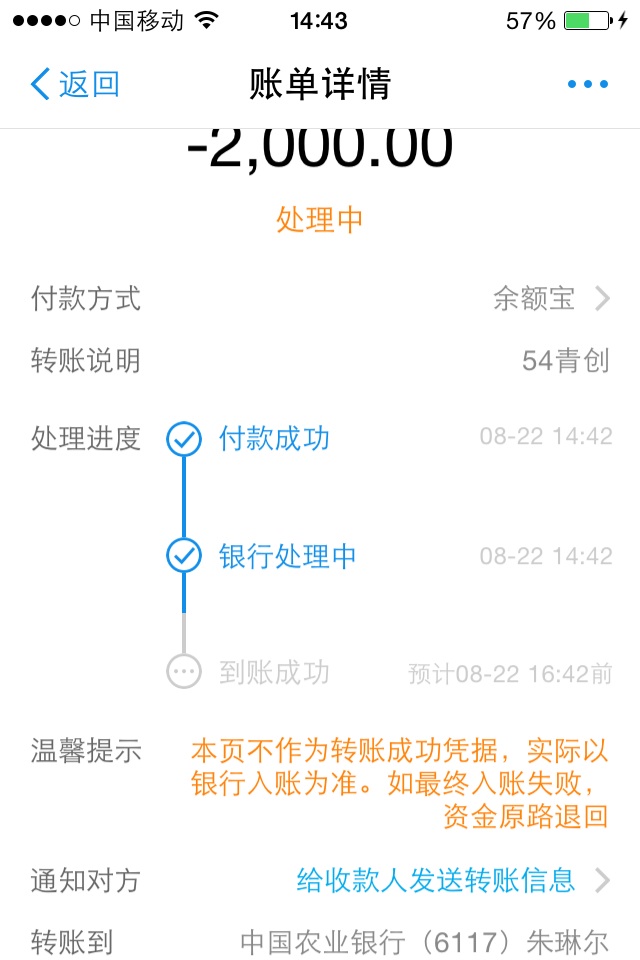 中国移动 14:43 57%
返回 账单详情
-2,000.00
处理中
付款方式 余额宝
转账说明 54青创
处理进度 付款成功 08-22 14:42
银行处理中 08-22 14:42
到账成功 预计08-22 16:42前
温馨提示 本页不作为转账成功凭据，实际以
银行入账为准。如最终入账失败，
资金原路退回
通知对方 给收款人发送转账信息
转账到 中国农业银行（6117）朱琳尔